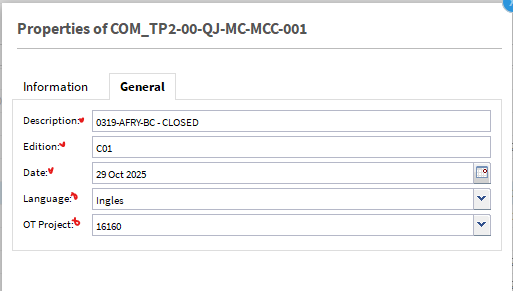 Properties of COM_TP2-00-QJ-MC-MCC-001
Information General
Description: 0319-AFRY-BC - CLOSED
Edition: C01
Date: 29 Oct 2025
Language: Ingles
OT Project: 16160